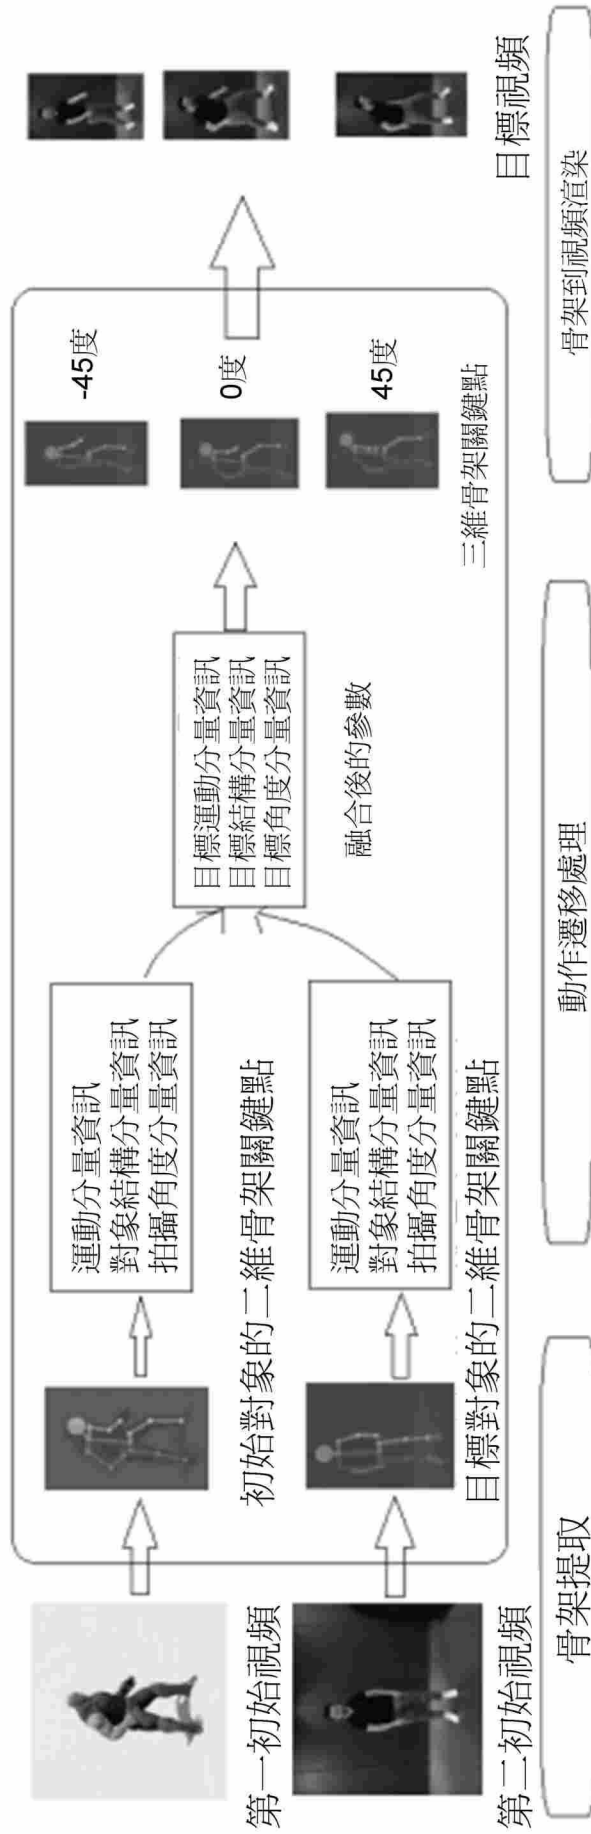 第一初始視頻
第二初始視頻
初始對象的二維骨架關鍵點
目標對象的二維骨架關鍵點
運動分量資訊
對象結構分量資訊
拍攝角度分量資訊
運動分量資訊
對象結構分量資訊
拍攝角度分量資訊
目標運動分量資訊
目標結構分量資訊
目標角度分量資訊
融合後的參數
-45度
0度
45度
三維骨架關鍵點
目標視頻
骨架提取
動作遷移處理
骨架到視頻渲染